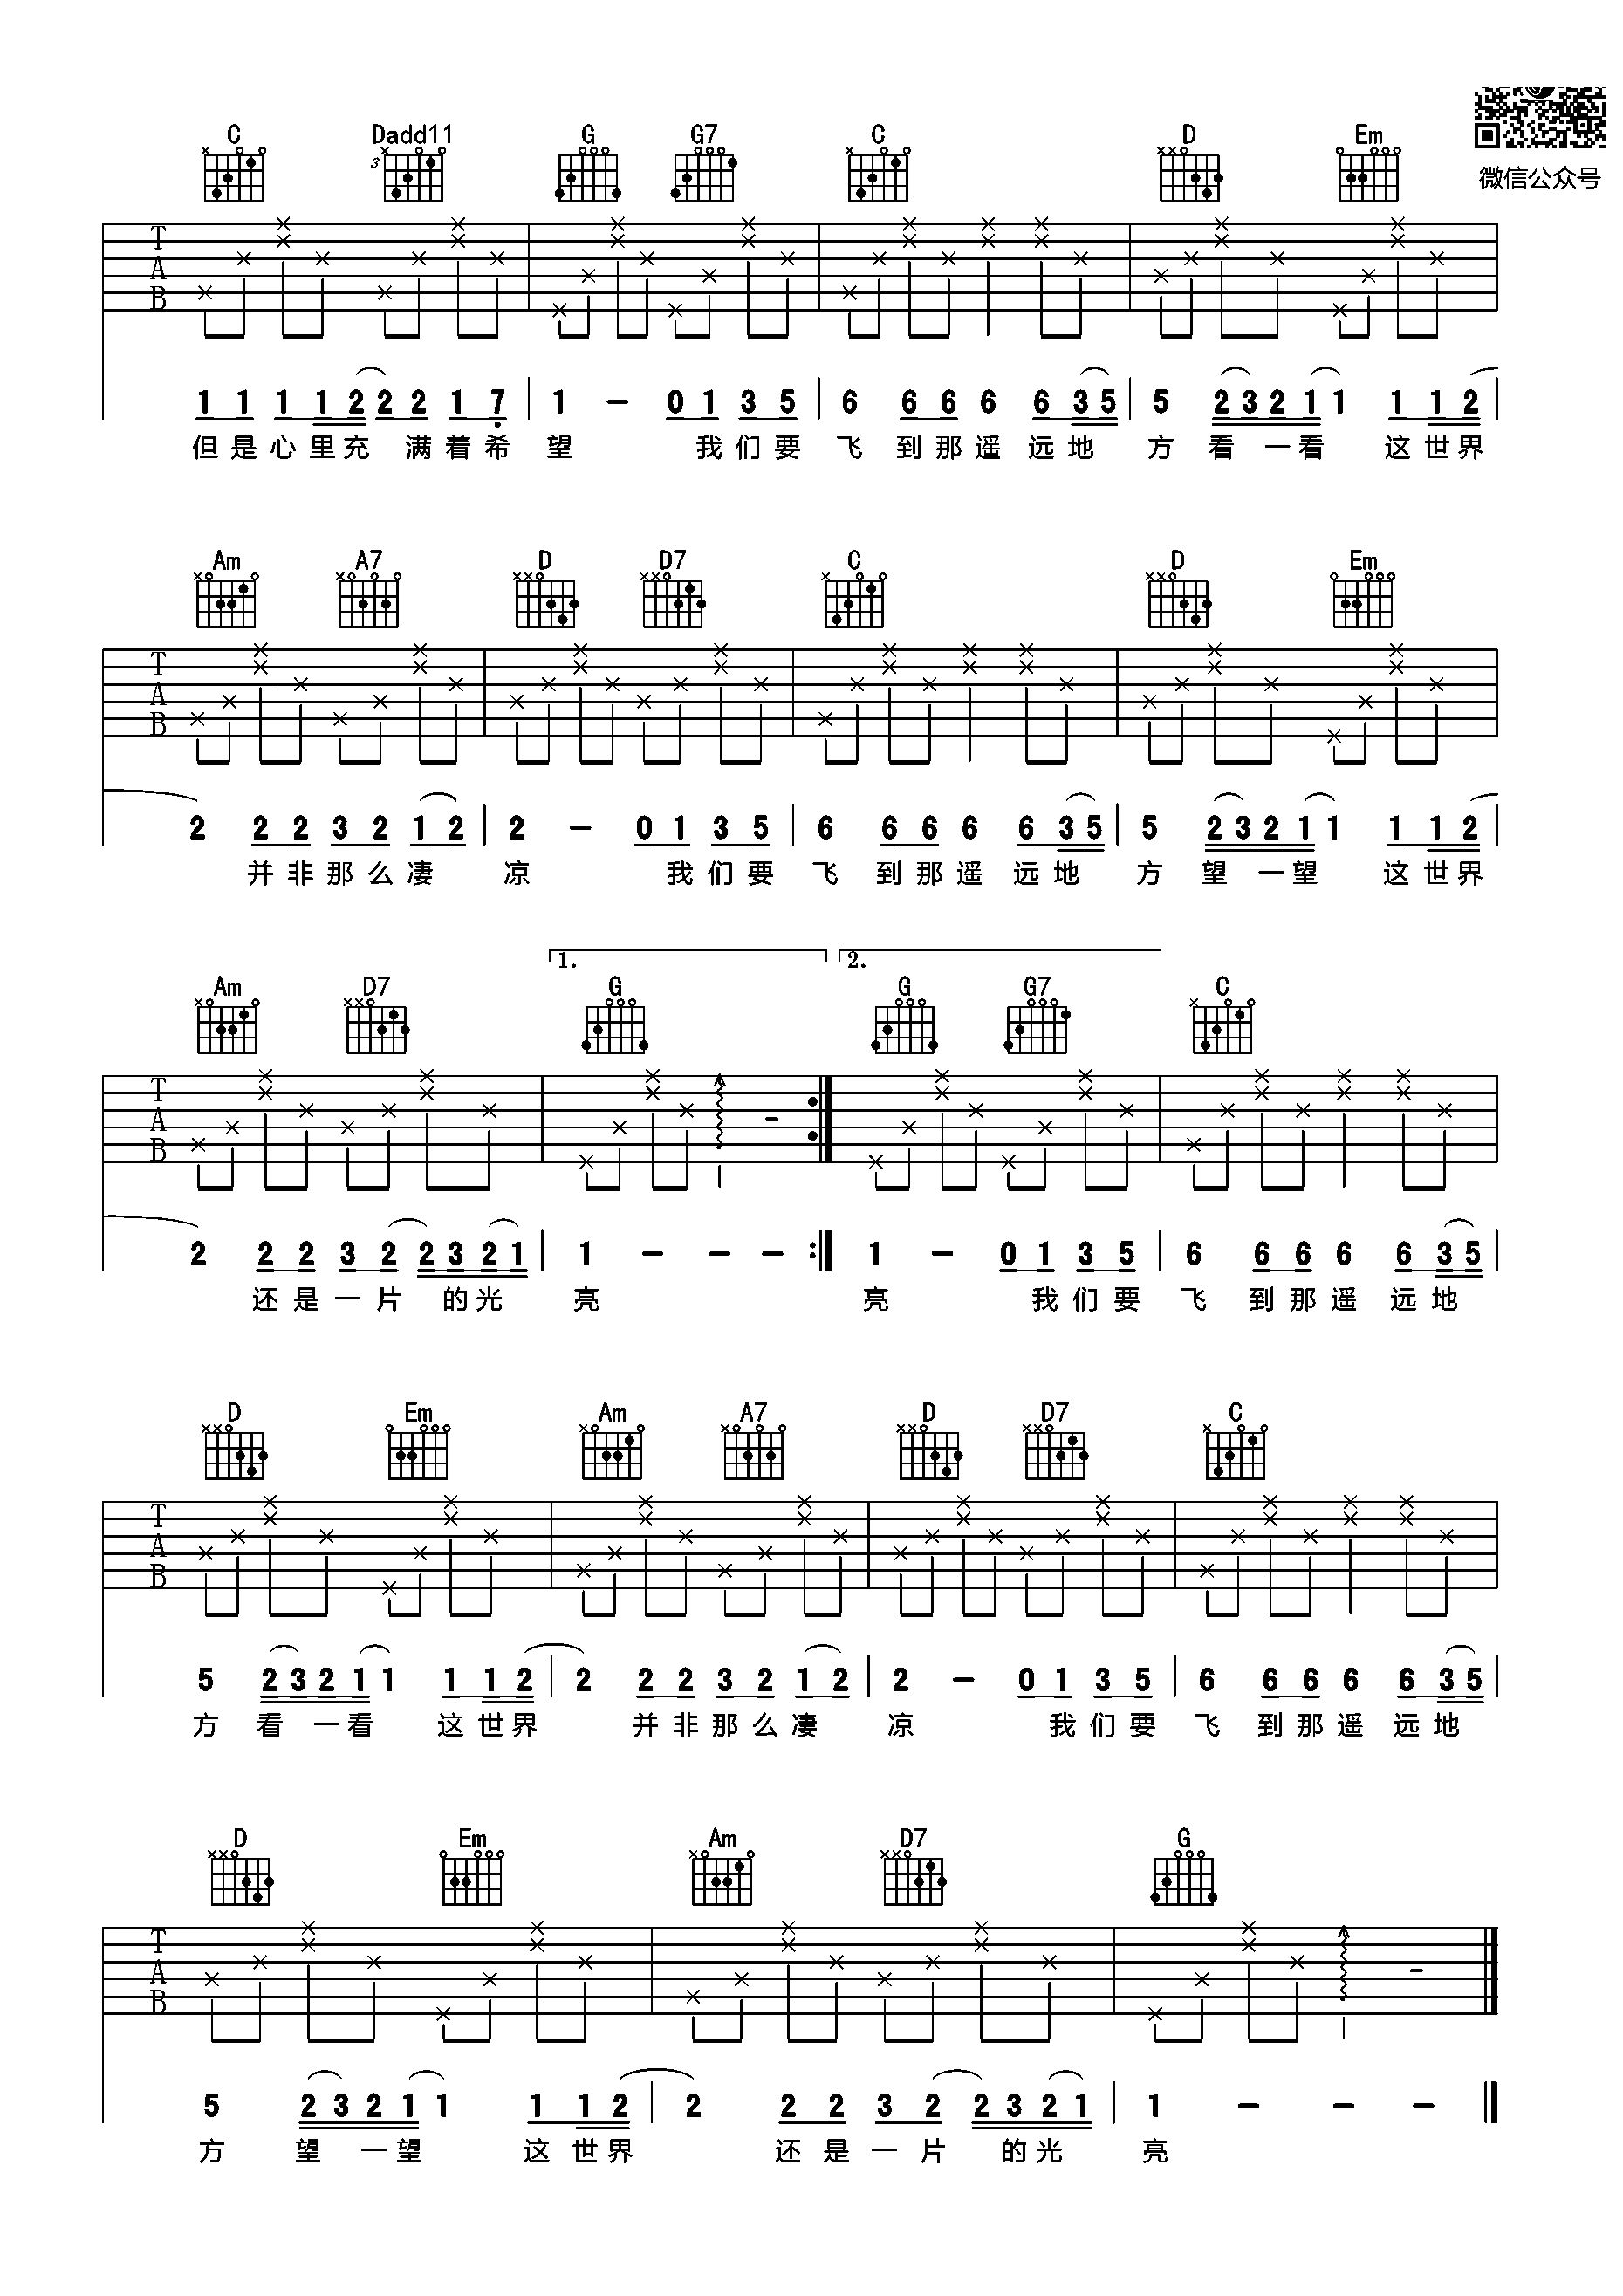 微信公众号
C Dadd11 G G7 C D Em
3
T
A
B
1 1 1 1 2 2 2 1 7 | 1 - 0 1 3 5 | 6 6 6 6 6 3 5 | 5 2 3 2 1 1 1 1 2 |
但是心里充 满着希 望 我们要 飞 到那遥 远地 方 看 一看 这世界
Am A7 D D7 C D Em
T
A
B
2 2 2 3 2 1 2 | 2 - 0 1 3 5 | 6 6 6 6 6 3 5 | 5 2 3 2 1 1 1 1 2 |
并非那么凄 凉 我们要 飞 到那遥 远地 方 望 一望 这世界
1. 2.
Am D7 G G G7 C
T
A
B
2 2 2 3 2 2 3 2 1 | 1 - - - :| 1 - 0 1 3 5 | 6 6 6 6 6 3 5 |
还是一片 的光 亮 亮 我们要 飞 到那遥 远地
D Em Am A7 D D7 C
T
A
B
5 2 3 2 1 1 1 1 2 | 2 2 2 3 2 1 2 | 2 - 0 1 3 5 | 6 6 6 6 6 3 5 |
方 看 一看 这世界 并非那么凄 凉 我们要 飞 到那遥 远地
D Em Am D7 G
T
A
B
5 2 3 2 1 1 1 1 2 | 2 2 2 3 2 2 3 2 1 | 1 - - - ||
方 望 一望 这世界 还是一片 的光 亮